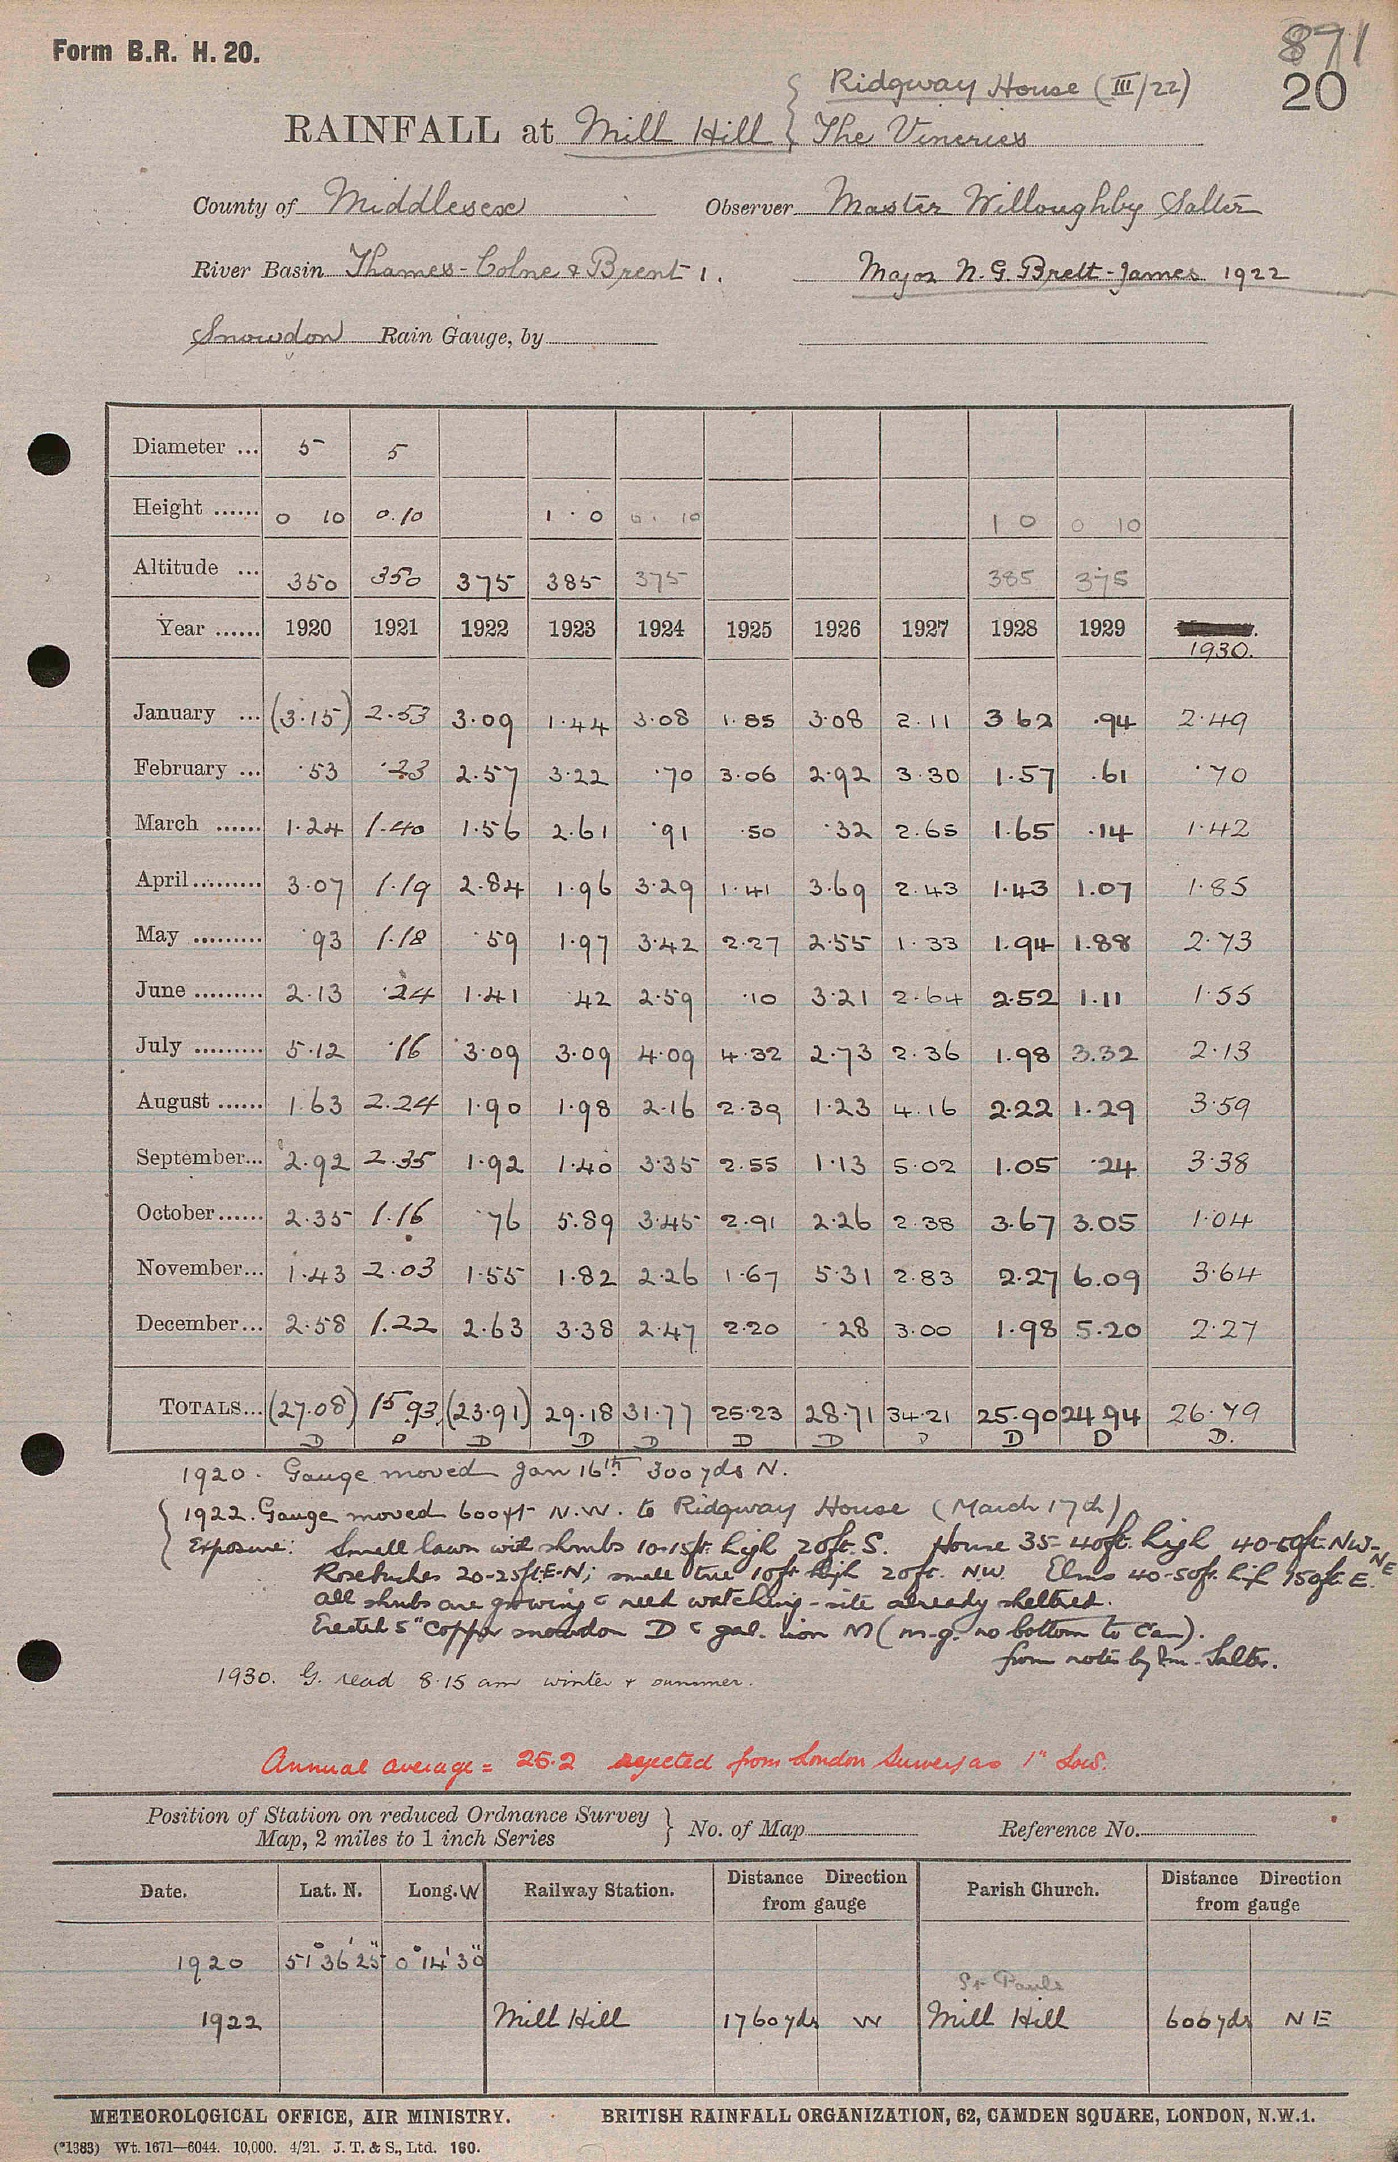 Form B.R. H. 20.
871
20
Ridgway House (III/22)
RAINFALL at Mill Hill { The Vineries
County of Middlesex Observer Master Willoughby Salter
River Basin Thames - Colne & Brent 1. Major N. G. Brett-James 1922
Snowdon Rain Gauge, by
Diameter ... 5 5
Height ...... 0 10 0.10 1 · 0 0 · 10 1 0 0 10
Altitude ... 350 350 375 385 375 385 375
Year ...... 1920 1921 1922 1923 1924 1925 1926 1927 1928 1929 1930.
January ... (3·15) 2·53 3·09 1·44 3·08 1·85 3·08 2·11 3 62 ·94 2·49
February ... ·53 ·23 2·57 3·22 ·70 3·06 2·92 3·30 1·57 ·61 ·70
March ...... 1·24 1·40 1·56 2·61 ·91 ·50 ·32 2·65 1·65 ·14 1·42
April ......... 3·07 1·19 2·84 1·96 3·29 1·41 3·69 2·43 1·43 1·07 1·85
May ......... ·93 1·18 ·59 1·97 3·42 2·27 2·55 1·33 1·94 1·88 2·73
June ......... 2·13 ·24 1·41 ·42 2·59 ·10 3·21 2·64 2·52 1·11 1·55
July ......... 5·12 ·16 3·09 3·09 4·09 4·32 2·73 2·36 1·98 3.32 2·13
August ...... 1·63 2·24 1·90 1·98 2·16 2·39 1·23 4·16 2·22 1·29 3·59
September... 2·92 2·35 1·92 1·40 3·35 2·55 1·13 5·02 1·05 ·24 3·38
October...... 2·35 1·16 ·76 5·89 3·45 2·91 2·26 2·38 3·67 3.05 1·04
November... 1·43 2·03 1·55 1·82 2·26 1·67 5·31 2·83 2·27 6.09 3·64
December... 2·58 1·22 2·63 3·38 2·47 2·20 ·28 3·00 1·98 5·20 2·27
TOTALS... (27·08) 15 93 (23·91) 29·18 31·77 25·23 28·71 34·21 25·90 24 94 26·79
D D D D D D D D D D D.
1920. Gauge moved Jan 16th 300 yds N.
1922. Gauge moved 600 ft N.W. to Ridgway House (March 17th)
Exposure: Small lawn with shrubs 10-15ft. high 20ft. S. House 35-40ft. high 40-50ft. NW-NE
Rosebushes 20-25ft. E-N; small tree 10ft high 20ft. NW. Elms 40-50ft. high 150ft. E.
All shrubs are growing & need watching - site already sheltered.
Erected 5" copper snowdon D c gal. iron M (m.g. no bottom to can).
from notes by Salter.
1930. G. read 8·15 am winter & summer.
Annual average = 25.2 rejected from London Survey as 1" low.
Position of Station on reduced Ordnance Survey
Map, 2 miles to 1 inch Series } No. of Map Reference No.
Date. Lat. N. Long. W Railway Station. Distance Direction from gauge Parish Church. Distance Direction from gauge
1920 51° 36' 25" 0° 14' 30"
St Pauls
1922 Mill Hill 1760 yds W Mill Hill 600 yds NE
METEOROLOGICAL OFFICE, AIR MINISTRY. BRITISH RAINFALL ORGANIZATION, 62, CAMDEN SQUARE, LONDON, N.W.1.
(*1383) Wt. 1671—6044. 10,000. 4/21. J. T. & S., Ltd. 160.